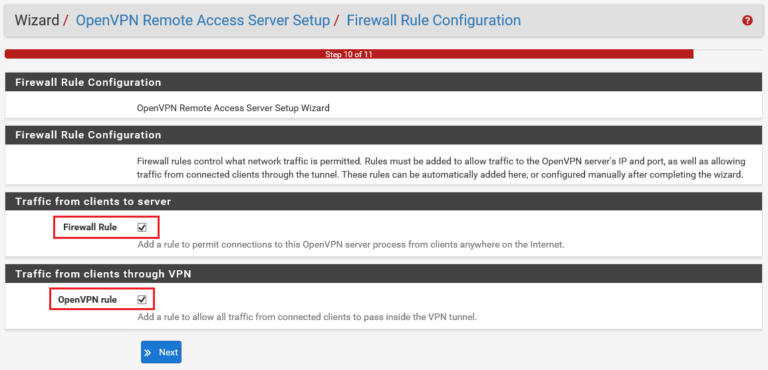 Wizard / OpenVPN Remote Access Server Setup / Firewall Rule Configuration
Step 10 of 11
Firewall Rule Configuration
OpenVPN Remote Access Server Setup Wizard
Firewall Rule Configuration
Firewall rules control what network traffic is permitted. Rules must be added to allow traffic to the OpenVPN server's IP and port, as well as allowing
traffic from connected clients through the tunnel. These rules can be automatically added here, or configured manually after completing the wizard.
Traffic from clients to server
Firewall Rule
Add a rule to permit connections to this OpenVPN server process from clients anywhere on the Internet.
Traffic from clients through VPN
OpenVPN rule
Add a rule to allow all traffic from connected clients to pass inside the VPN tunnel.
Next